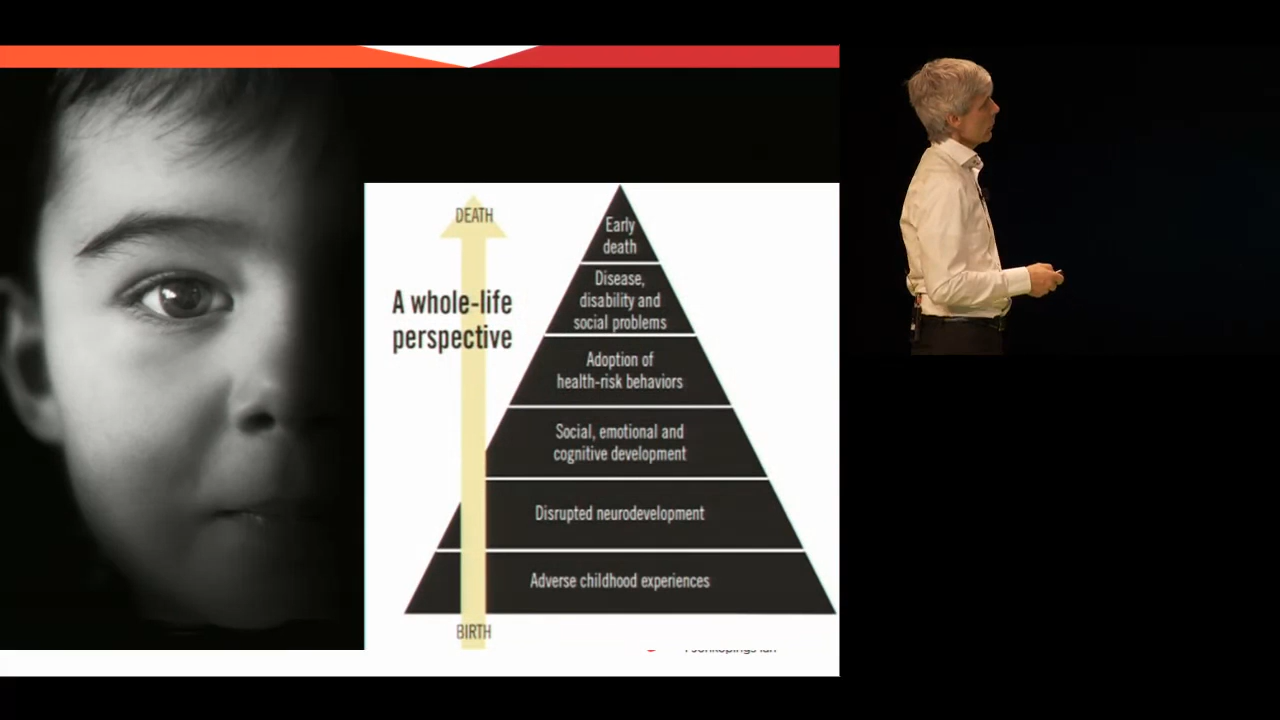 DEATH
A whole-life
perspective
BIRTH
Early
death
Disease,
disability and
social problems
Adoption of
health-risk behaviors
Social, emotional and
cognitive development
Disrupted neurodevelopment
Adverse childhood experiences